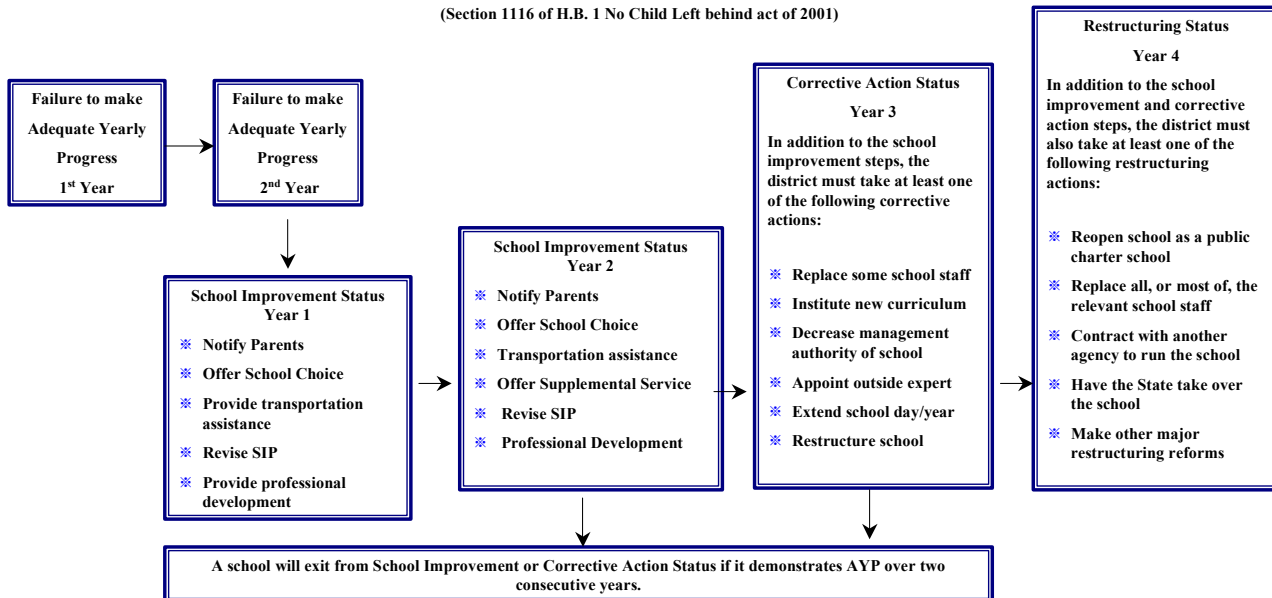 (Section 1116 of H.B. 1 No Child Left behind act of 2001)
Failure to make
Adequate Yearly
Progress
1st Year
Failure to make
Adequate Yearly
Progress
2nd Year
School Improvement Status
Year 1
※ Notify Parents
※ Offer School Choice
※ Provide transportation
assistance
※ Revise SIP
※ Provide professional
development
School Improvement Status
Year 2
※ Notify Parents
※ Offer School Choice
※ Transportation assistance
※ Offer Supplemental Service
※ Revise SIP
※ Professional Development
Corrective Action Status
Year 3
In addition to the school
improvement steps, the
district must take at least one
of the following corrective
actions:
※ Replace some school staff
※ Institute new curriculum
※ Decrease management
authority of school
※ Appoint outside expert
※ Extend school day/year
※ Restructure school
Restructuring Status
Year 4
In addition to the school
improvement and corrective
action steps, the district must
also take at least one of the
following restructuring
actions:
※ Reopen school as a public
charter school
※ Replace all, or most of, the
relevant school staff
※ Contract with another
agency to run the school
※ Have the State take over
the school
※ Make other major
restructuring reforms
A school will exit from School Improvement or Corrective Action Status if it demonstrates AYP over two
consecutive years.